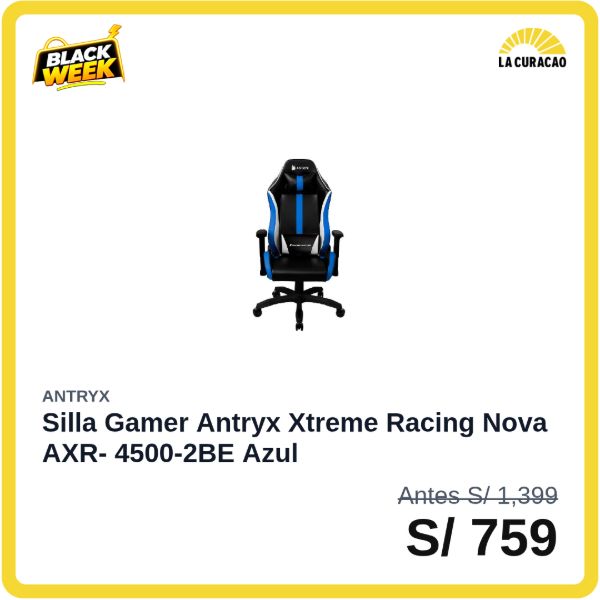 BLACK
WEEK
LA CURACAO
ANTRYX
Silla Gamer Antryx Xtreme Racing Nova
AXR- 4500-2BE Azul
Antes S/ 1,399
S/ 759